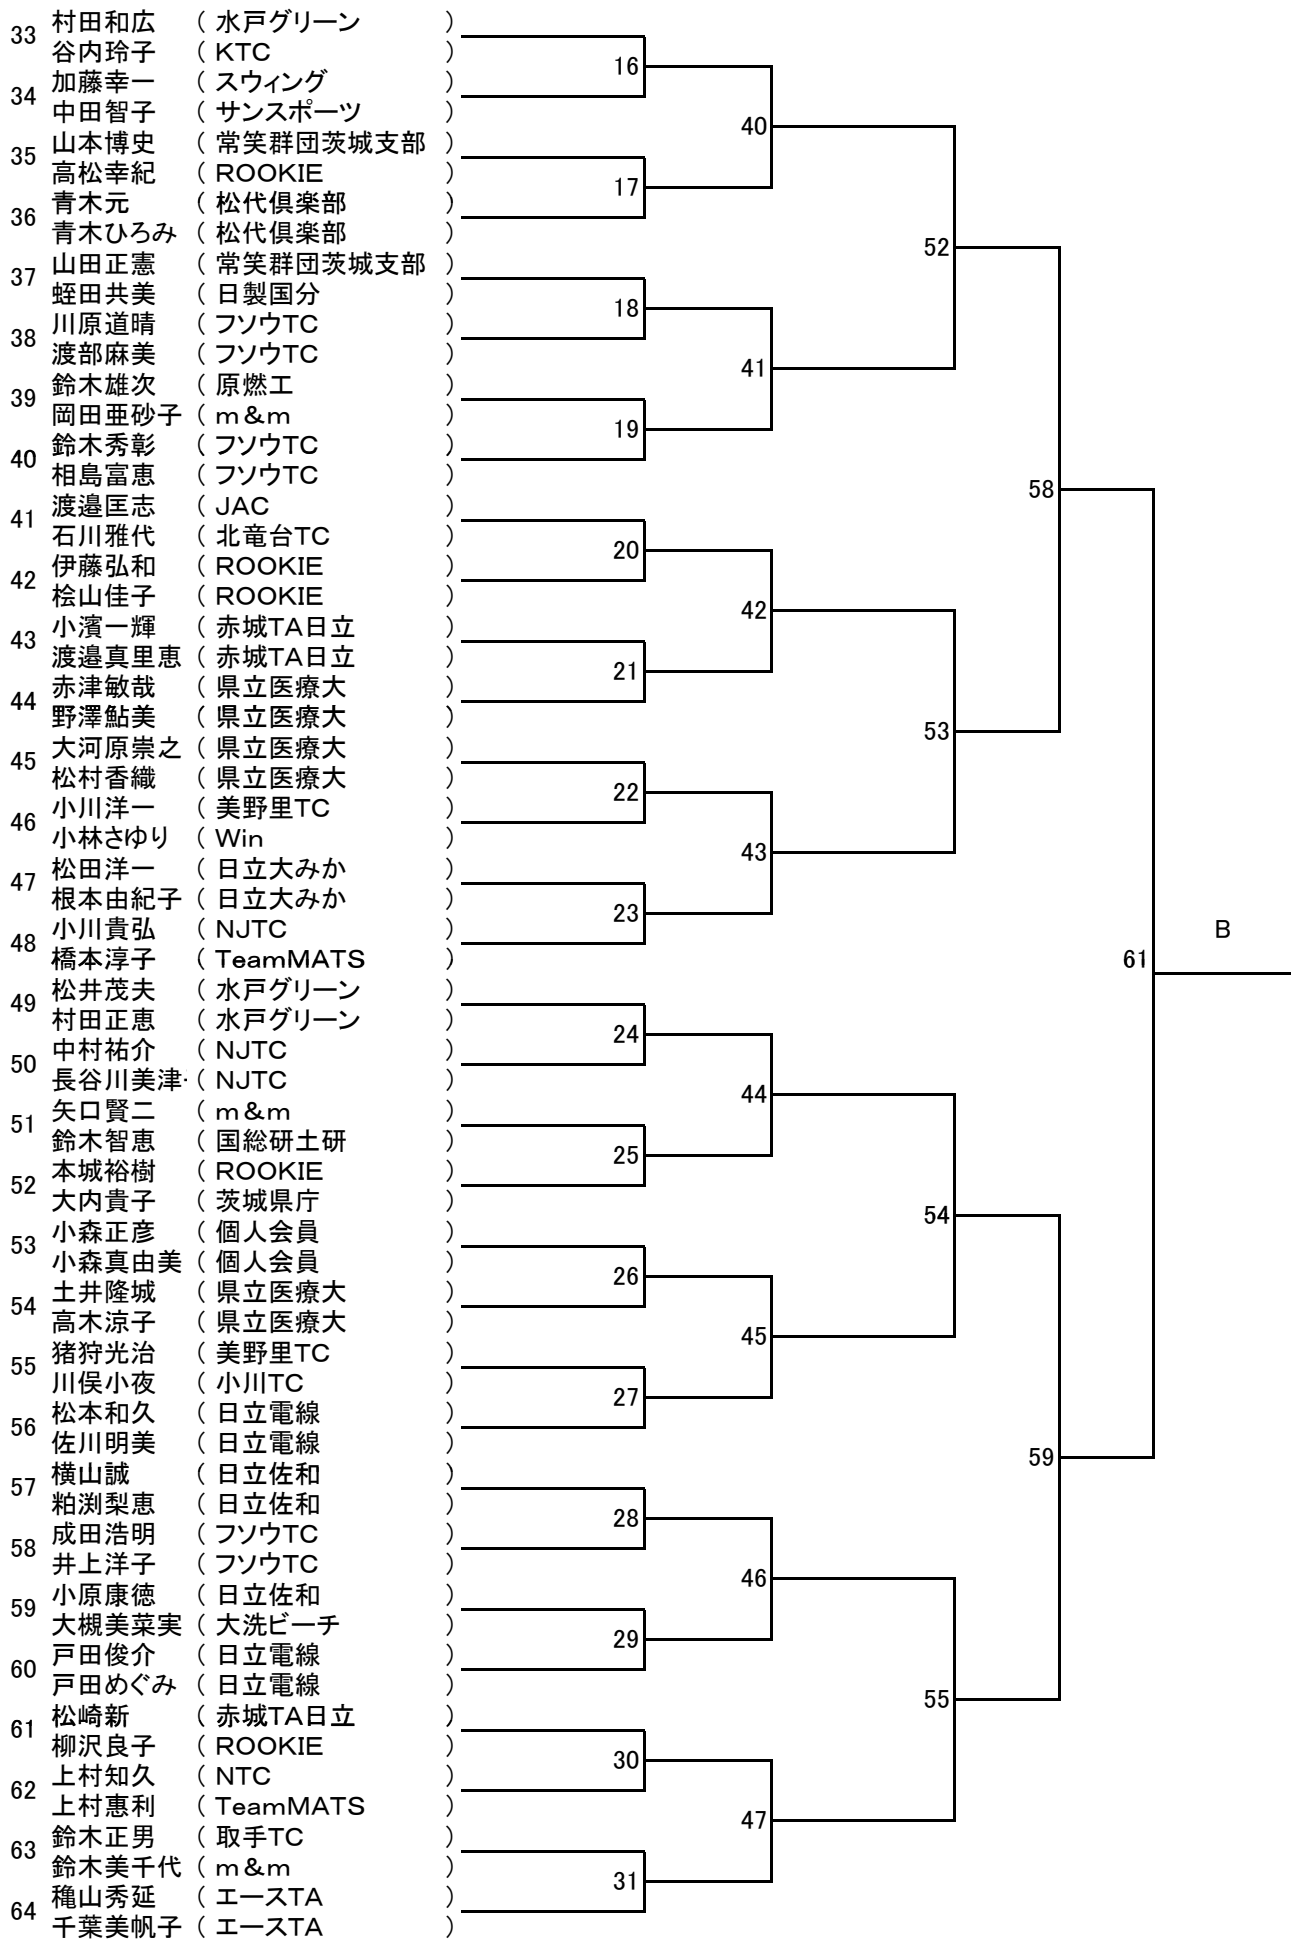 33 村田和広 ( 水戸グリーン )
谷内玲子 ( KTC )
16
34 加藤幸一 ( スウィング )
中田智子 ( サンスポーツ )
40
35 山本博史 ( 常笑群団茨城支部 )
高松幸紀 ( ROOKIE )
17
36 青木元 ( 松代倶楽部 )
青木ひろみ ( 松代倶楽部 )
52
37 山田正憲 ( 常笑群団茨城支部 )
蛭田共美 ( 日製国分 )
18
38 川原道晴 ( フソウTC )
渡部麻美 ( フソウTC )
41
39 鈴木雄次 ( 原燃工 )
岡田亜砂子 ( m&m )
19
40 鈴木秀彰 ( フソウTC )
相島富恵 ( フソウTC )
58
41 渡邉匡志 ( JAC )
石川雅代 ( 北竜台TC )
20
42 伊藤弘和 ( ROOKIE )
桧山佳子 ( ROOKIE )
42
43 小濱一輝 ( 赤城TA日立 )
渡邉真里恵 ( 赤城TA日立 )
21
44 赤津敏哉 ( 県立医療大 )
野澤鮎美 ( 県立医療大 )
53
45 大河原崇之 ( 県立医療大 )
松村香織 ( 県立医療大 )
22
46 小川洋一 ( 美野里TC )
小林さゆり ( Win )
43
47 松田洋一 ( 日立大みか )
根本由紀子 ( 日立大みか )
23
48 小川貴弘 ( NJTC )
橋本淳子 ( TeamMATS )
B
61
49 松井茂夫 ( 水戸グリーン )
村田正恵 ( 水戸グリーン )
24
50 中村祐介 ( NJTC )
長谷川美津 ( NJTC )
44
51 矢口賢二 ( m&m )
鈴木智恵 ( 国総研土研 )
25
52 本城裕樹 ( ROOKIE )
大内貴子 ( 茨城県庁 )
54
53 小森正彦 ( 個人会員 )
小森真由美 ( 個人会員 )
26
54 土井隆城 ( 県立医療大 )
高木涼子 ( 県立医療大 )
45
55 猪狩光治 ( 美野里TC )
川俣小夜 ( 小川TC )
27
56 松本和久 ( 日立電線 )
佐川明美 ( 日立電線 )
59
57 横山誠 ( 日立佐和 )
粕渕梨恵 ( 日立佐和 )
28
58 成田浩明 ( フソウTC )
井上洋子 ( フソウTC )
46
59 小原康徳 ( 日立佐和 )
大槻美菜実 ( 大洗ビーチ )
29
60 戸田俊介 ( 日立電線 )
戸田めぐみ ( 日立電線 )
55
61 松崎新 ( 赤城TA日立 )
柳沢良子 ( ROOKIE )
30
62 上村知久 ( NTC )
上村惠利 ( TeamMATS )
47
63 鈴木正男 ( 取手TC )
鈴木美千代 ( m&m )
31
64 穐山秀延 ( エースTA )
千葉美帆子 ( エースTA )